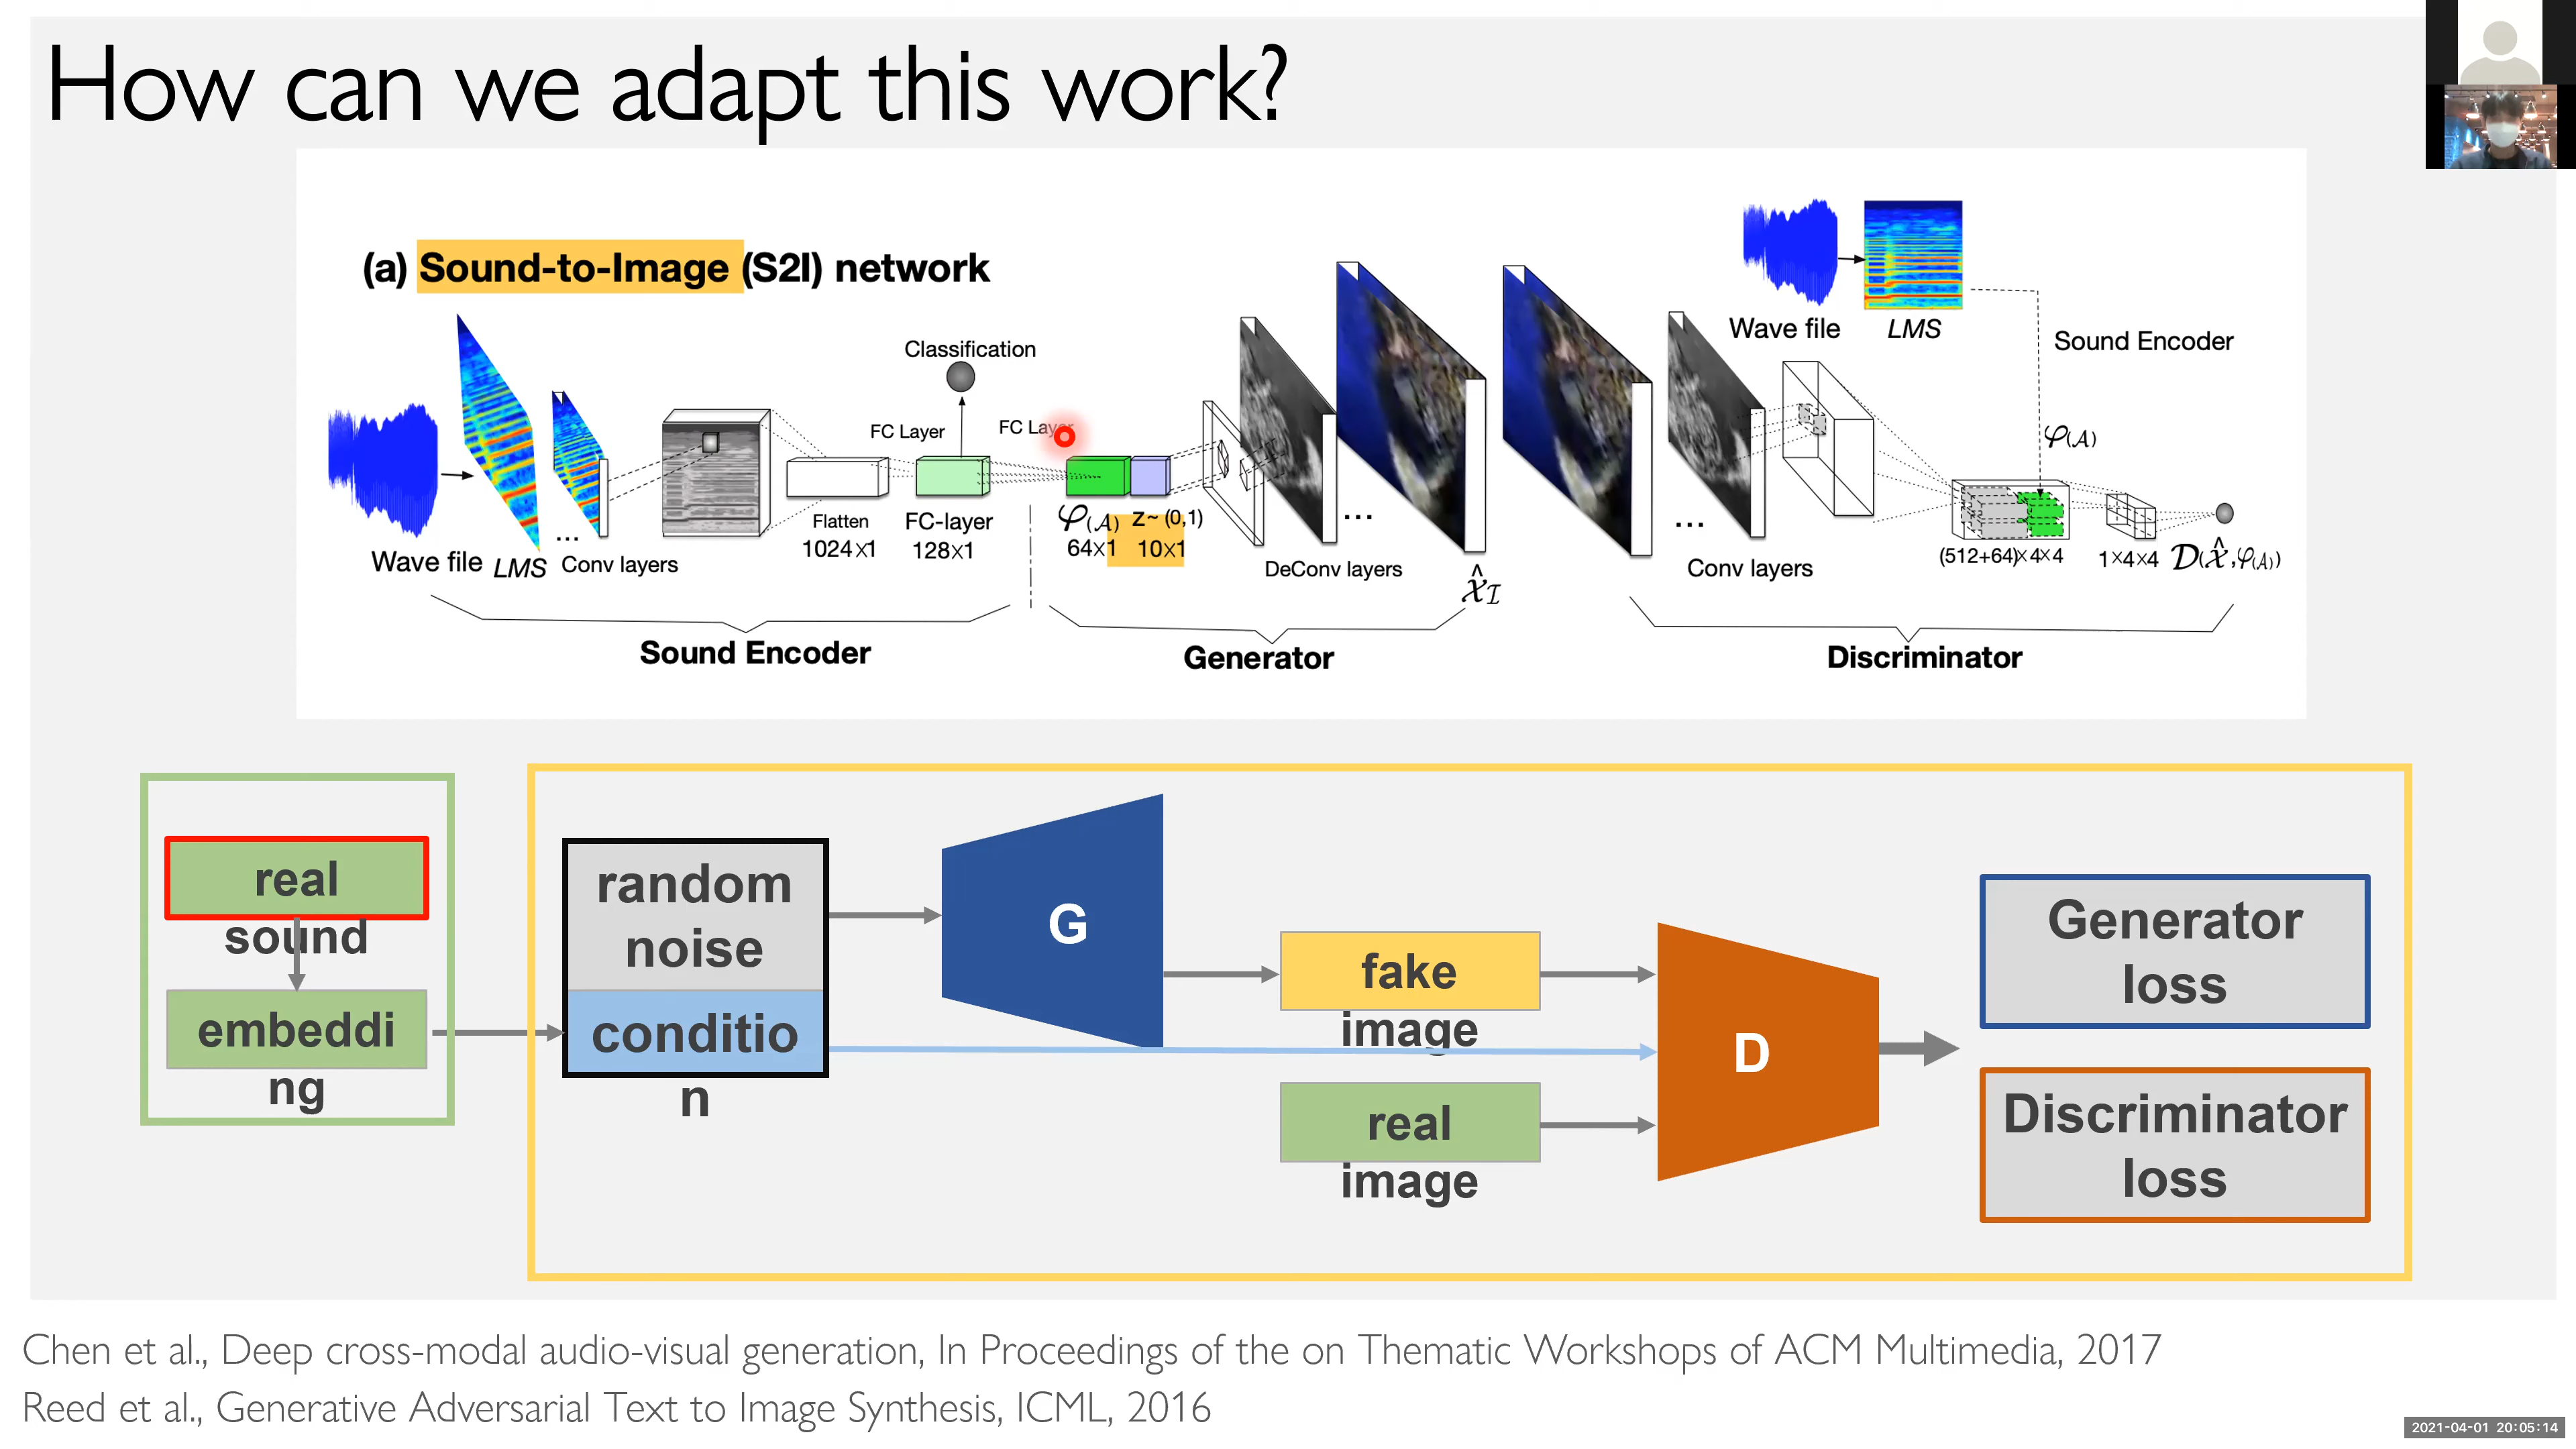 How can we adapt this work?
(a) Sound-to-Image (S2I) network
Wave file
LMS
Conv layers
...
Flatten
1024×1
FC Layer
FC-layer
128×1
Classification
FC Layer
φ(A)
64×1
z~(0,1)
10×1
DeConv layers
...
X̂_I
Sound Encoder
Generator
Wave file
LMS
Sound Encoder
φ(A)
...
Conv layers
(512+64)×4×4
1×4×4
D(X̂,φ(A))
Discriminator
real
sound
embeddi
ng
random
noise
conditio
n
G
fake
image
real
image
D
Generator
loss
Discriminator
loss
Chen et al., Deep cross-modal audio-visual generation, In Proceedings of the on Thematic Workshops of ACM Multimedia, 2017
Reed et al., Generative Adversarial Text to Image Synthesis, ICML, 2016
2021-04-01 20:05:14